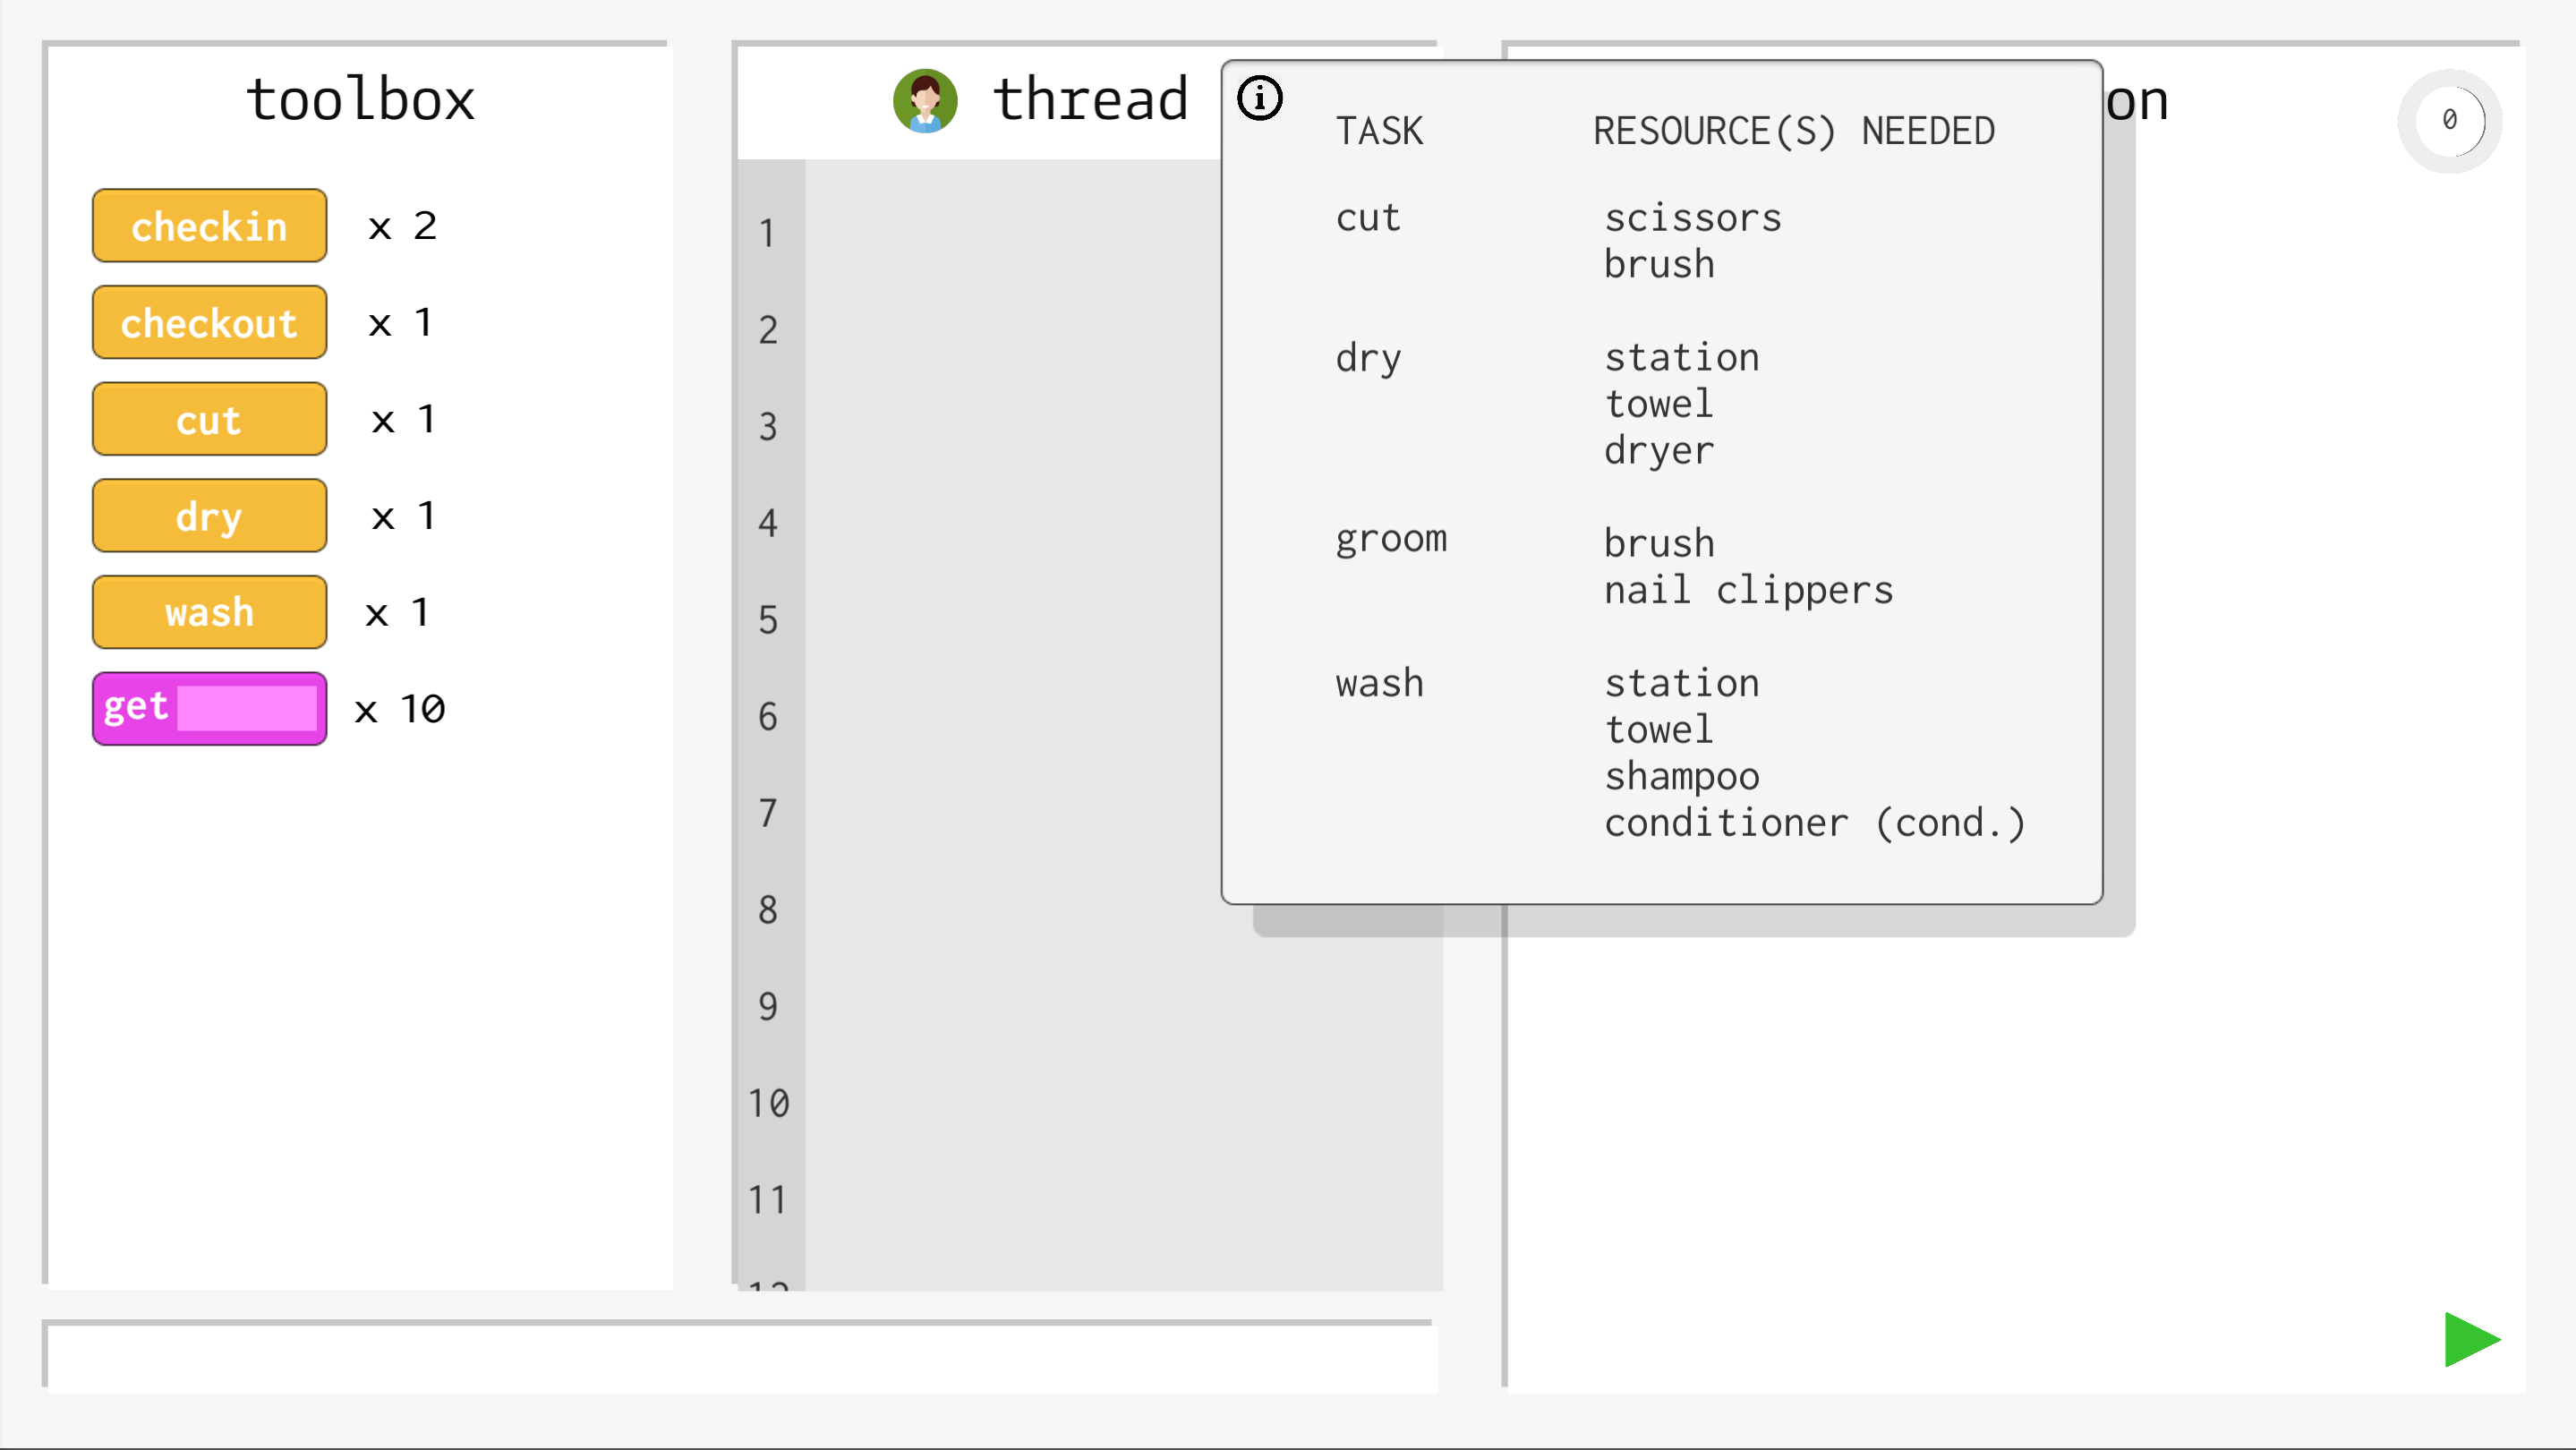 toolbox
checkin x 2
checkout x 1
cut x 1
dry x 1
wash x 1
get x 10
thread
1
2
3
4
5
6
7
8
9
10
11
TASK RESOURCE(S) NEEDED
cut scissors
brush
dry station
towel
dryer
groom brush
nail clippers
wash station
towel
shampoo
conditioner (cond.)
on
0